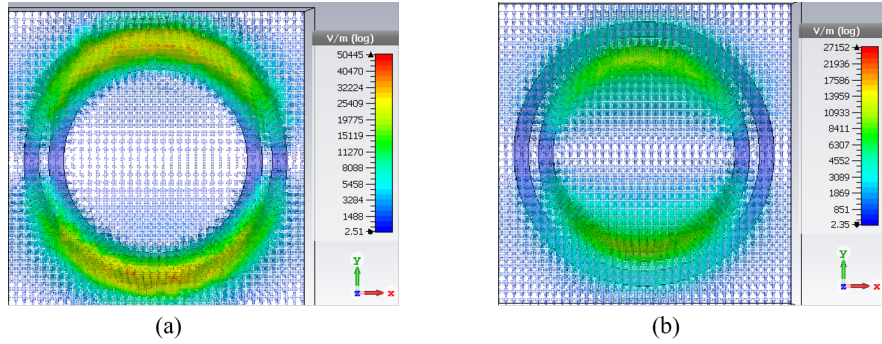 V/m (log)
50445
40470
32224
25409
19775
15119
11270
8088
5458
3284
1488
2.51
y
z
x
(a)
V/m (log)
27152
21936
17586
13959
10933
8411
6307
4552
3089
1869
851
2.35
y
z
x
(b)